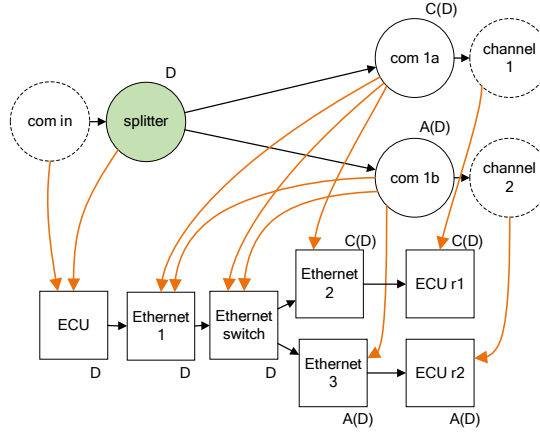 C(D)
com 1a
channel
1
D
com in
splitter
A(D)
com 1b
channel
2
C(D)
C(D)
Ethernet
2
ECU r1
ECU
Ethernet
1
Ethernet
switch
D
D
D
Ethernet
3
ECU r2
A(D)
A(D)